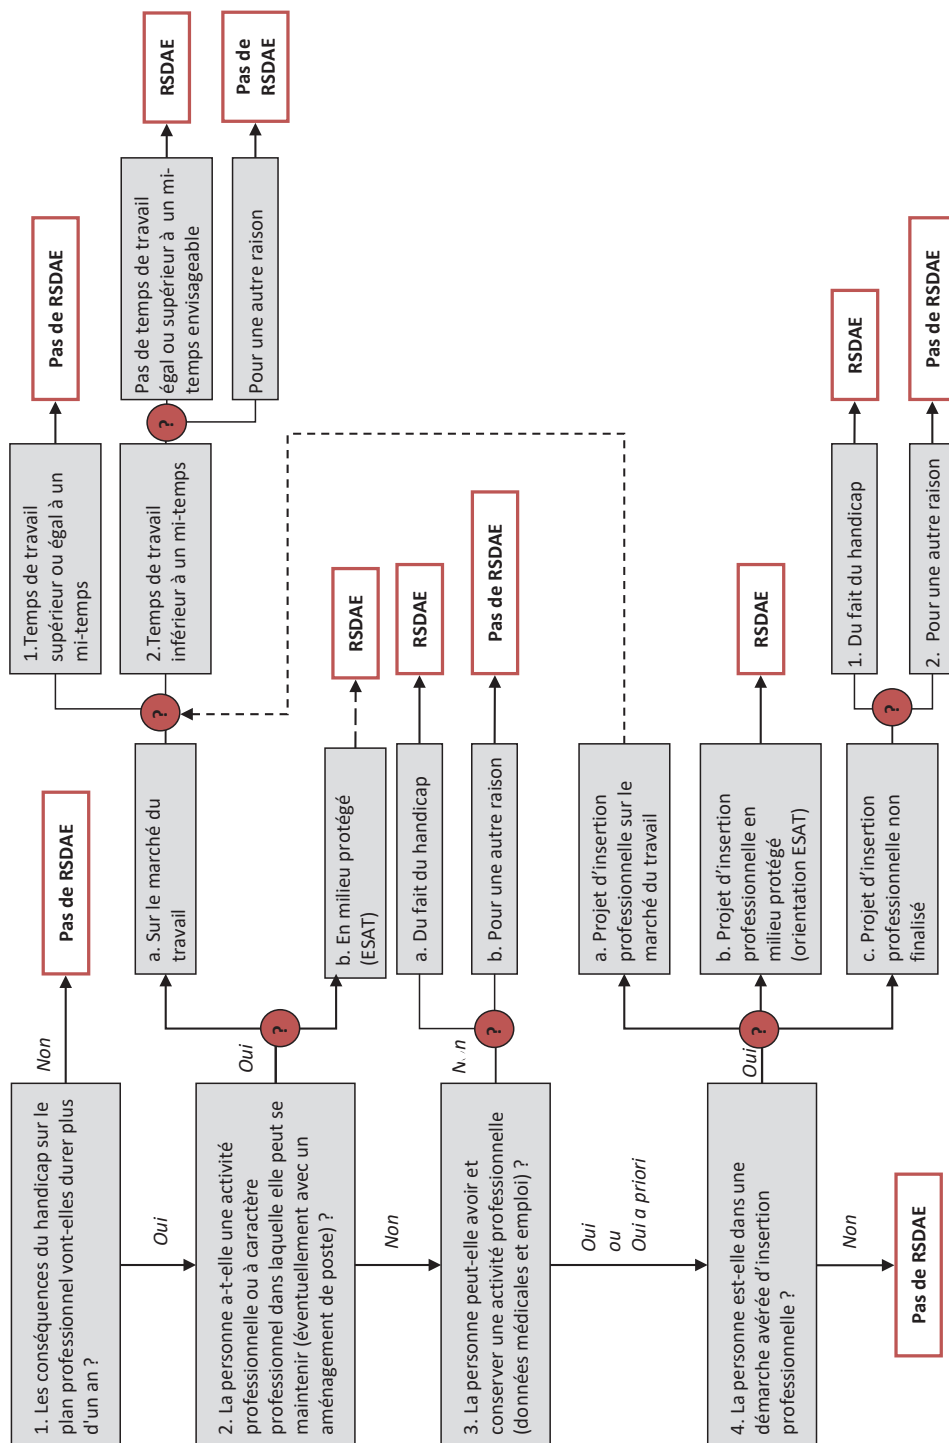 1. Les conséquences du handicap sur le
plan professionnel vont-elles durer plus
d'un an ?
Non
Pas de RSDAE
Oui
2. La personne a-t-elle une activité
professionnelle ou à caractère
professionnel dans laquelle elle peut se
maintenir (éventuellement avec un
aménagement de poste) ?
Oui
?
a. Sur le marché du
travail
?
1.Temps de travail
supérieur ou égal à un
mi-temps
Pas de RSDAE
2.Temps de travail
inférieur à un mi-temps
?
Pas de temps de travail
égal ou supérieur à un mi-
temps envisageable
RSDAE
Pour une autre raison
Pas de
RSDAE
b. En milieu protégé
(ESAT)
RSDAE
Non
3. La personne peut-elle avoir et
conserver une activité professionnelle
(données médicales et emploi) ?
?
a. Du fait du handicap
RSDAE
b. Pour une autre raison
Pas de RSDAE
Oui
ou
Oui a priori
4. La personne est-elle dans une
démarche avérée d'insertion
professionnelle ?
Oui
?
a. Projet d'insertion
professionnelle sur le
marché du travail
b. Projet d'insertion
professionnelle en
milieu protégé
(orientation ESAT)
RSDAE
c. Projet d'insertion
professionnelle non
finalisé
?
1. Du fait du handicap
RSDAE
2. Pour une autre raison
Pas de RSDAE
Non
Pas de RSDAE